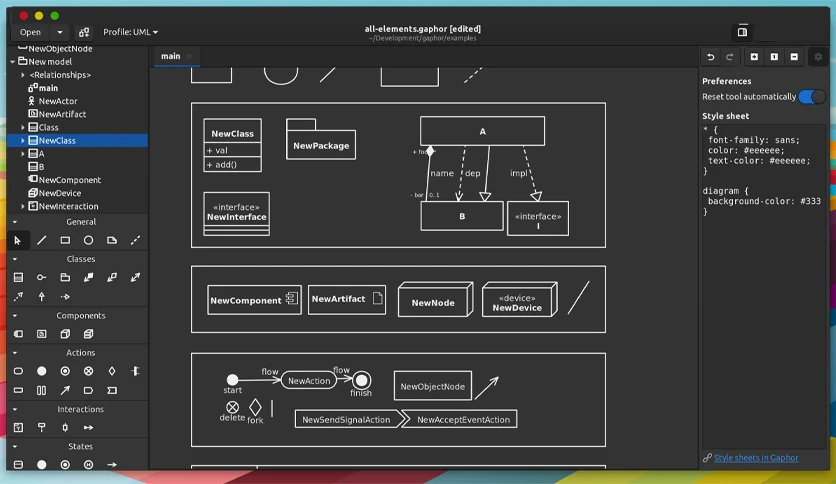 Open
Profile: UML
all-elements.gaphor [edited]
~/Development/gaphor/examples
NewObjectNode
New model
<Relationships>
main
NewActor
NewArtifact
Class
NewClass
A
B
NewComponent
NewDevice
NewInteraction
General
Classes
Components
Actions
Interactions
States
main
NewClass
+ val
+ add()
NewPackage
«interface»
NewInterface
A
name
dep
impl
- bar
0..1
B
«interface»
I
NewComponent
NewArtifact
NewNode
«device»
NewDevice
start
flow
NewAction
flow
finish
NewObjectNode
delete
fork
NewSendSignalAction
NewAcceptEventAction
Preferences
Reset tool automatically
Style sheet
* {
font-family: sans;
color: #eeeeee;
text-color: #eeeeee;
}
diagram {
background-color: #333
}
Style sheets in Gaphor